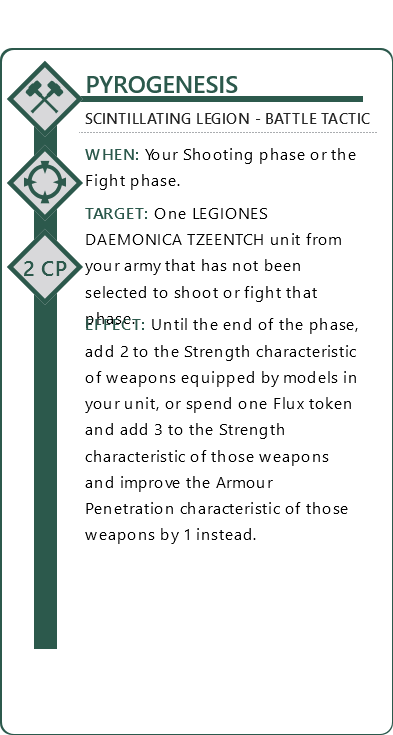 PYROGENESIS
SCINTILLATING LEGION - BATTLE TACTIC
WHEN: Your Shooting phase or the
Fight phase.
TARGET: One LEGIONES
DAEMONICA TZEENTCH unit from
your army that has not been
selected to shoot or fight that
phase.
EFFECT: Until the end of the phase,
add 2 to the Strength characteristic
of weapons equipped by models in
your unit, or spend one Flux token
and add 3 to the Strength
characteristic of those weapons
and improve the Armour
Penetration characteristic of those
weapons by 1 instead.
2 CP